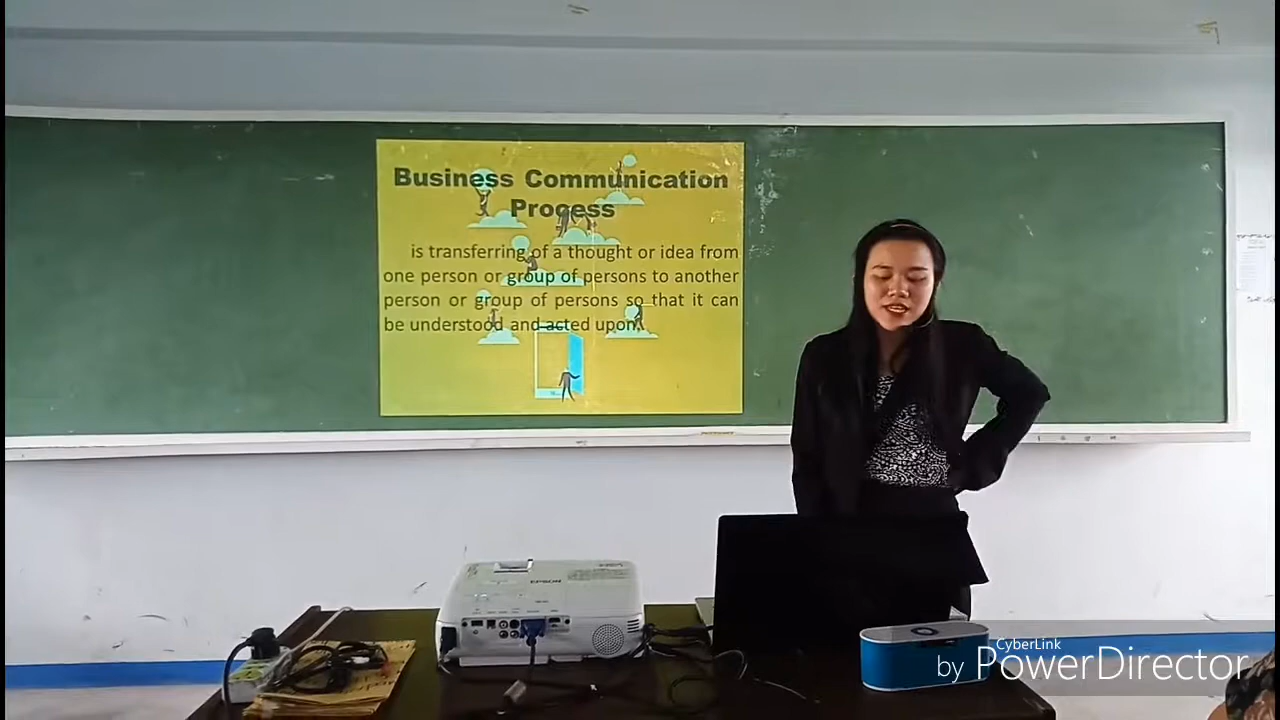 Business Communication
Process
is transferring of a thought or idea from
one person or group of persons to another
person or group of persons so that it can
be understood and acted upon.
EPSON
CyberLink
by PowerDirector